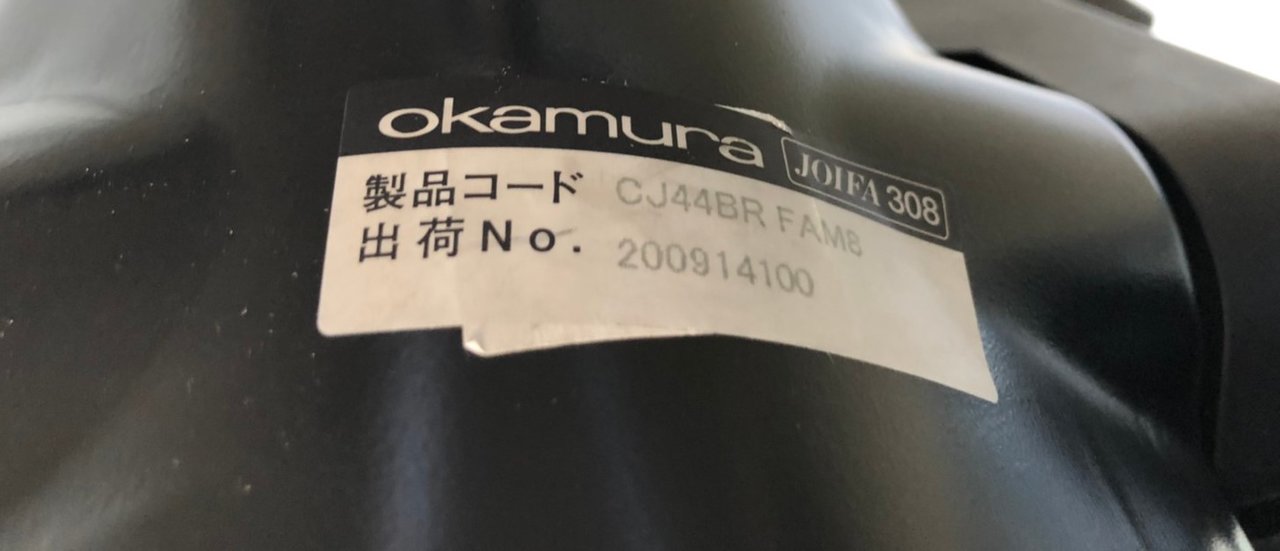 okamura JOIFA 308
製品コード CJ44BR FAM8
出荷No. 200914100